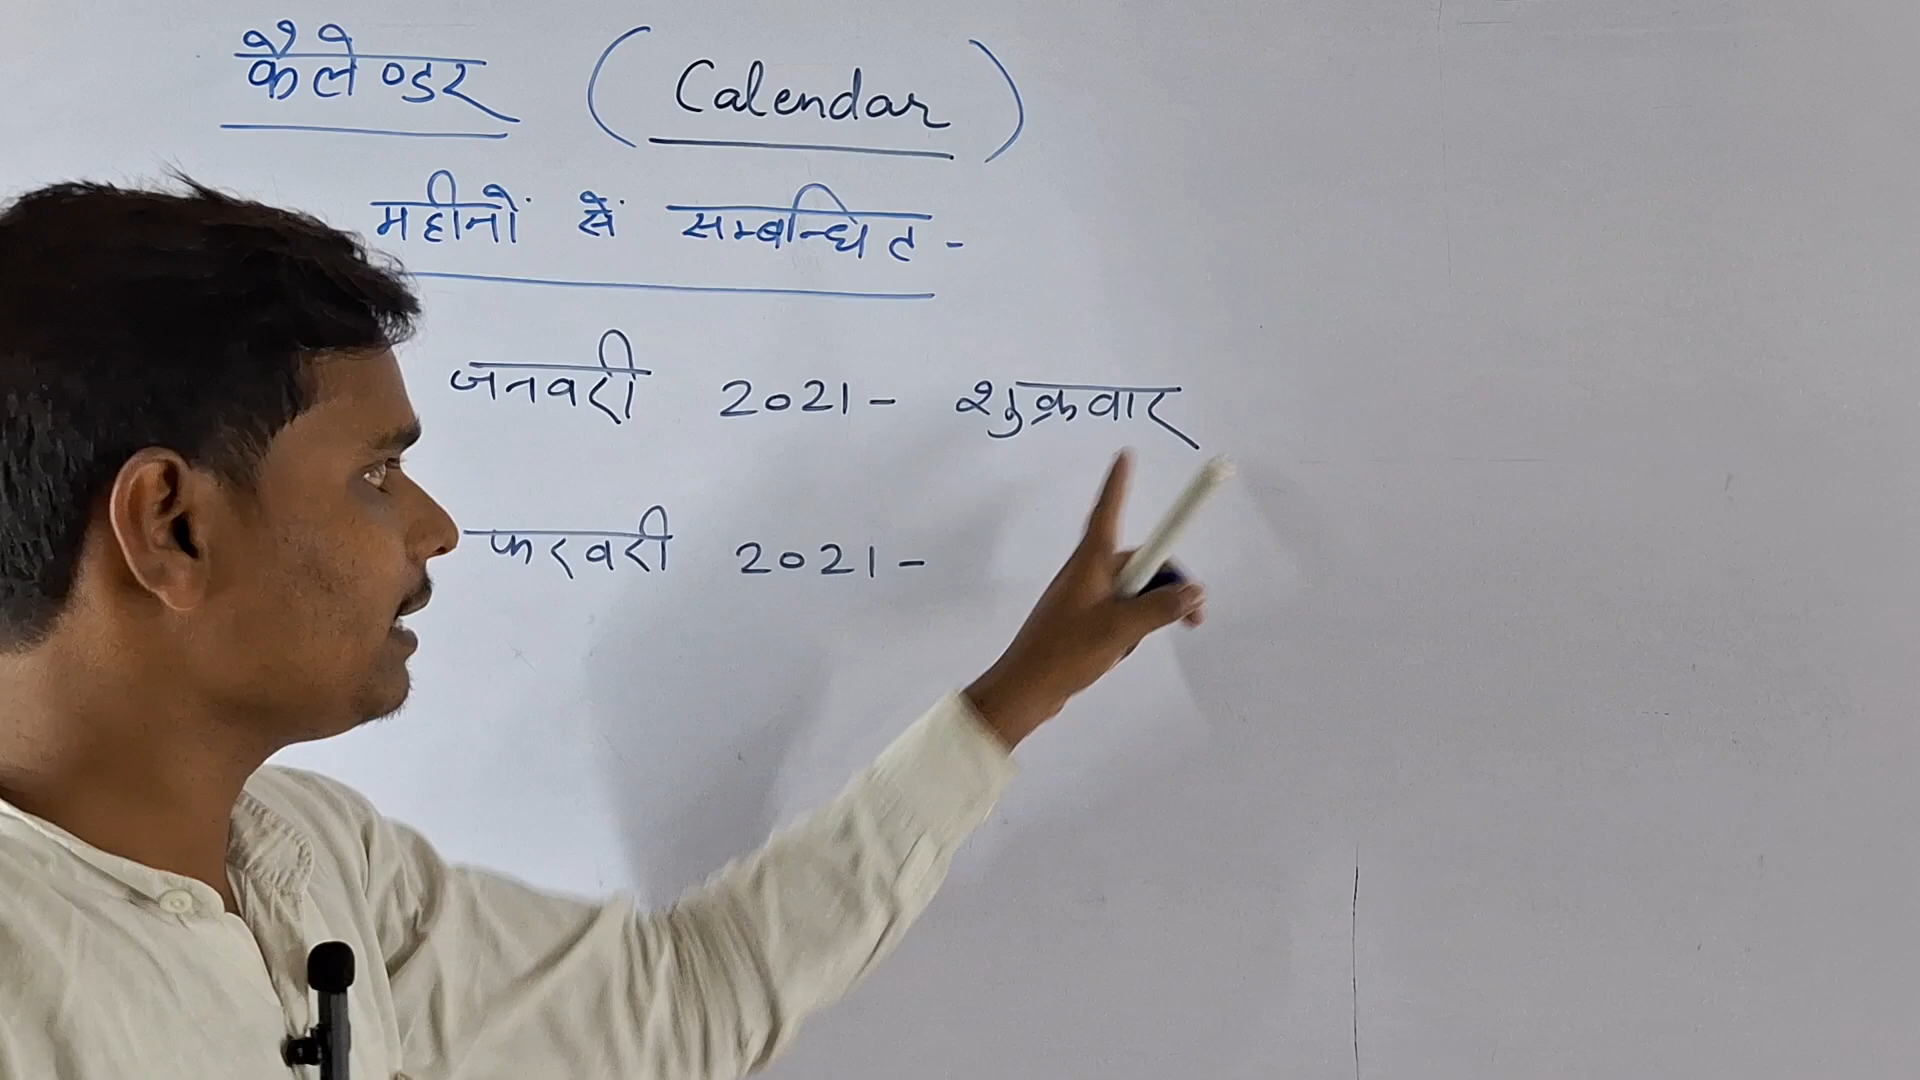 कैलेण्डर ( Calendar )
महीनों सें सम्बन्धित -
जनवरी 2021 - शुक्रवार
फरवरी 2021 -